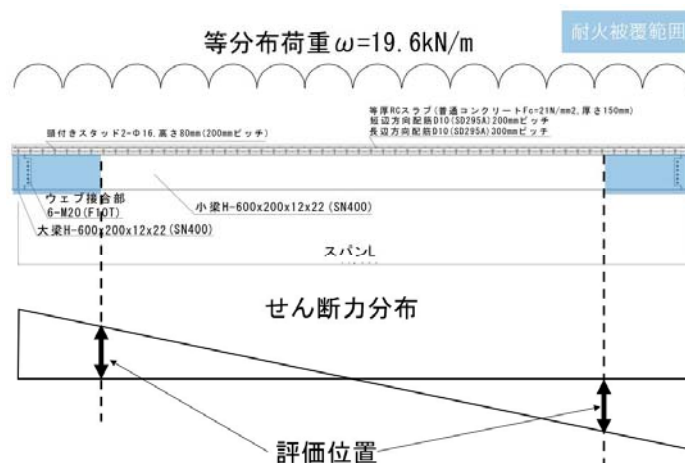 耐火被覆範囲
等分布荷重ω=19.6kN/m
等厚RCスラブ(普通コンクリートFc=21N/mm2,厚さ150mm)
短辺方向配筋D10(SD295A)200mmピッチ
長辺方向配筋D10(SD295A)300mmピッチ
頭付きスタッド2-Φ16,高さ80mm(200mmピッチ)
ウェブ接合部
6-M20(F10T)
小梁H-600x200x12x22(SN400)
大梁H-600x200x12x22(SN400)
スパンL
せん断力分布
評価位置